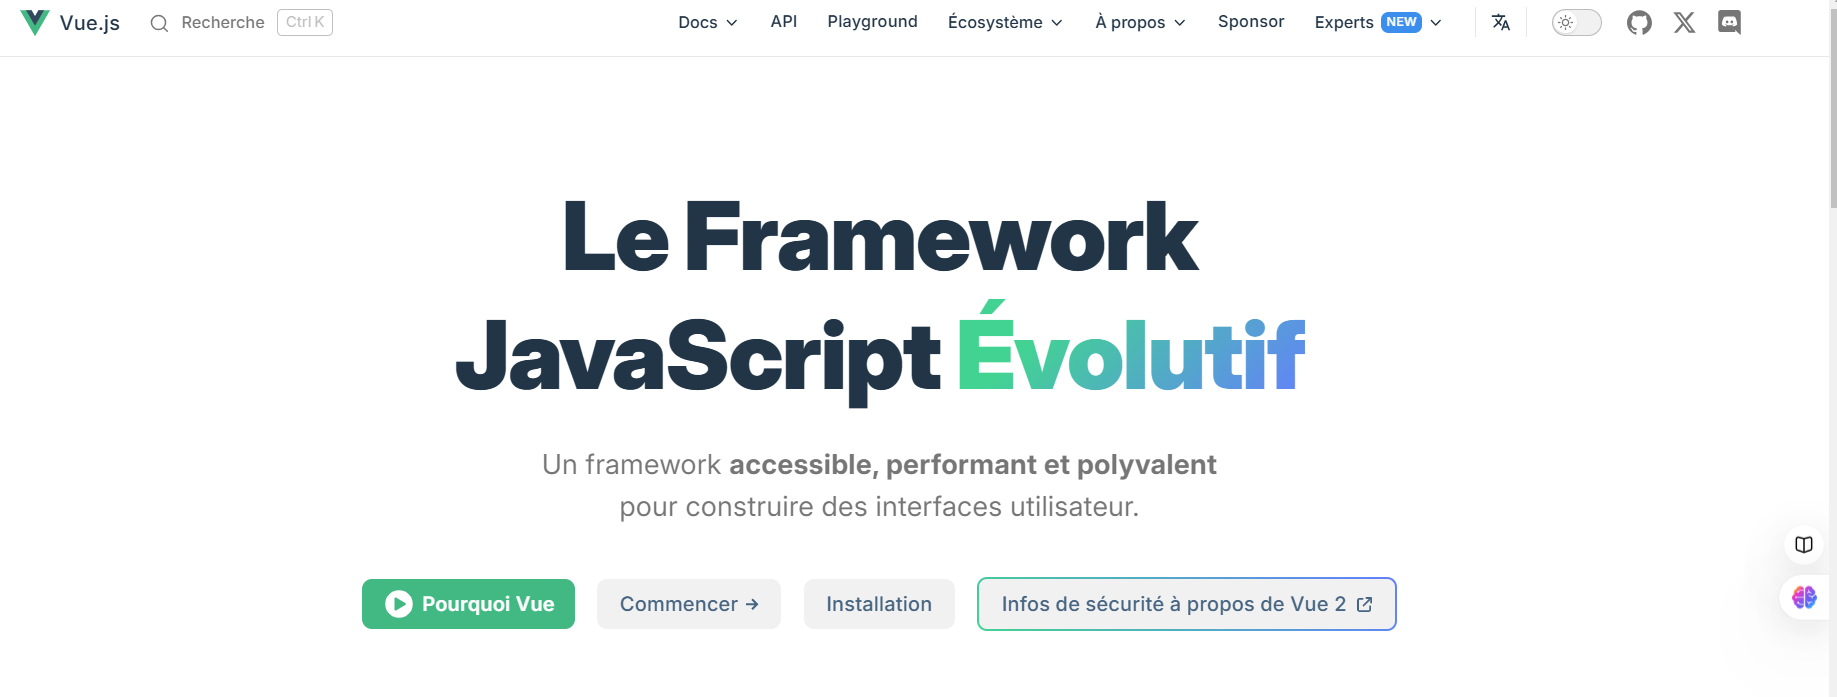 Vue.js
Recherche
Ctrl K
Docs
API
Playground
Écosystème
À propos
Sponsor
Experts NEW
Le Framework
JavaScript Évolutif
Un framework accessible, performant et polyvalent
pour construire des interfaces utilisateur.
Pourquoi Vue
Commencer →
Installation
Infos de sécurité à propos de Vue 2